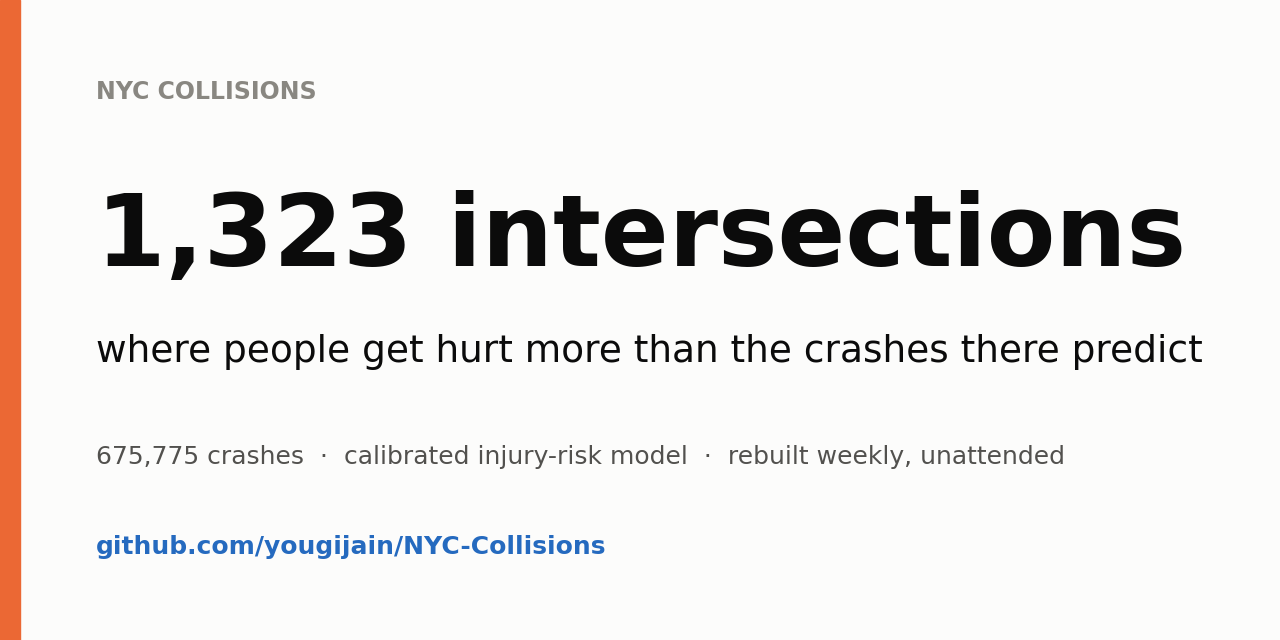 NYC COLLISIONS
1,323 intersections
where people get hurt more than the crashes there predict
675,775 crashes · calibrated injury-risk model · rebuilt weekly, unattended
github.com/yougijain/NYC-Collisions